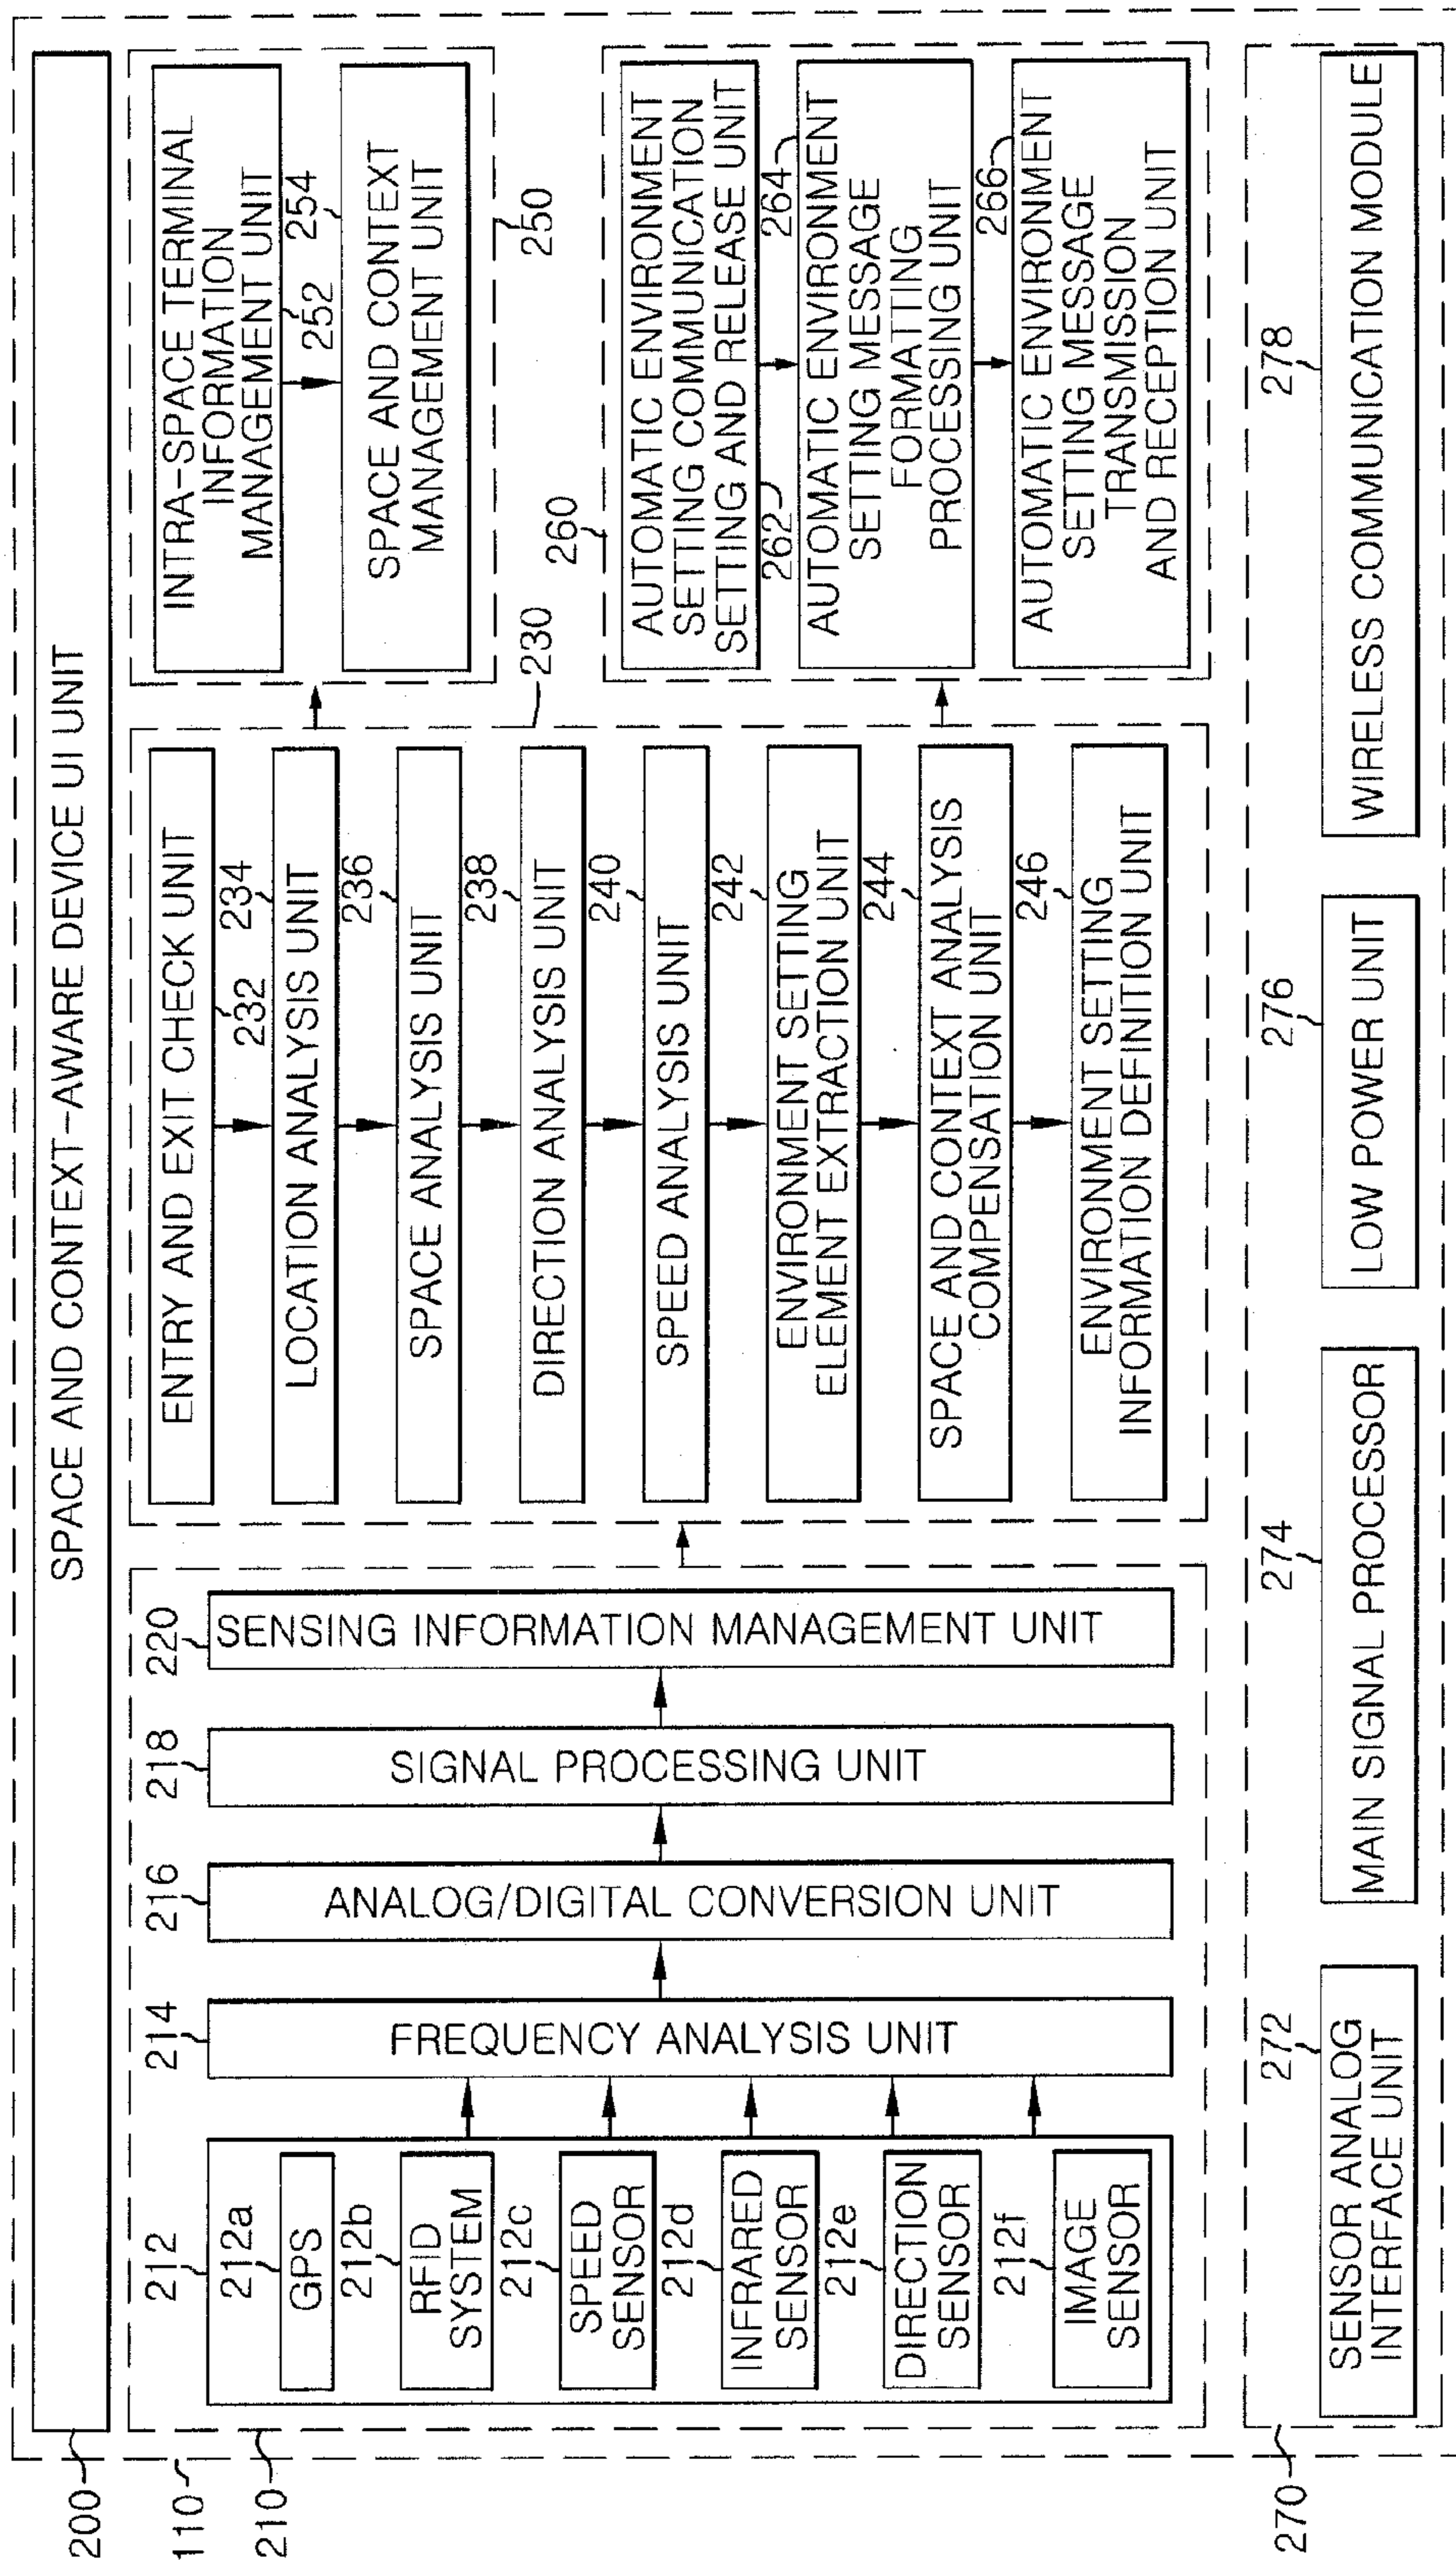 200
SPACE AND CONTEXT-AWARE DEVICE UI UNIT
110
210
212
212a
GPS
212b
RFID
SYSTEM
212c
SPEED
SENSOR
212d
INFRARED
SENSOR
212e
DIRECTION
SENSOR
212f
IMAGE
SENSOR
214
FREQUENCY ANALYSIS UNIT
216
ANALOG/DIGITAL CONVERSION UNIT
218
SIGNAL PROCESSING UNIT
220
SENSING INFORMATION MANAGEMENT UNIT
230
ENTRY AND EXIT CHECK UNIT
232
234
LOCATION ANALYSIS UNIT
236
SPACE ANALYSIS UNIT
238
DIRECTION ANALYSIS UNIT
240
SPEED ANALYSIS UNIT
242
ENVIRONMENT SETTING
ELEMENT EXTRACTION UNIT
244
SPACE AND CONTEXT ANALYSIS
COMPENSATION UNIT
246
ENVIRONMENT SETTING
INFORMATION DEFINITION UNIT
INTRA-SPACE TERMINAL
INFORMATION
MANAGEMENT UNIT
252
254
SPACE AND CONTEXT
MANAGEMENT UNIT
250
260
AUTOMATIC ENVIRONMENT
SETTING COMMUNICATION
SETTING AND RELEASE UNIT
262
264
AUTOMATIC ENVIRONMENT
SETTING MESSAGE
FORMATING
PROCESSING UNIT
266
AUTOMATIC ENVIRONMENT
SETTING MESSAGE
TRANSMISSION
AND RECEPTION UNIT
270
272
SENSOR ANALOG
INTERFACE UNIT
274
MAIN SIGNAL PROCESSOR
276
LOW POWER UNIT
278
WIRELESS COMMUNICATION MODULE